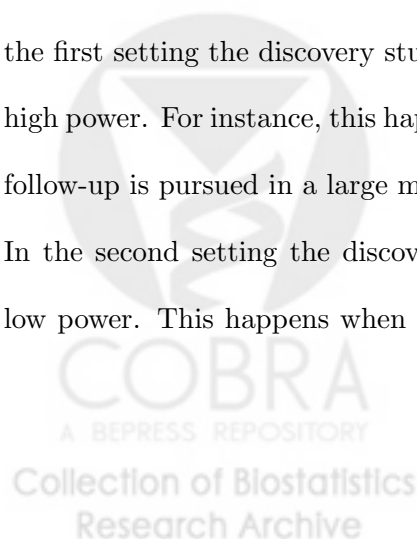 the first setting the discovery stu
high power. For instance, this hap
follow-up is pursued in a large m
In the second setting the discov
low power. This happens when
COBRA
A BEPRESS REPOSITORY
Collection of Biostatistics
Research Archive